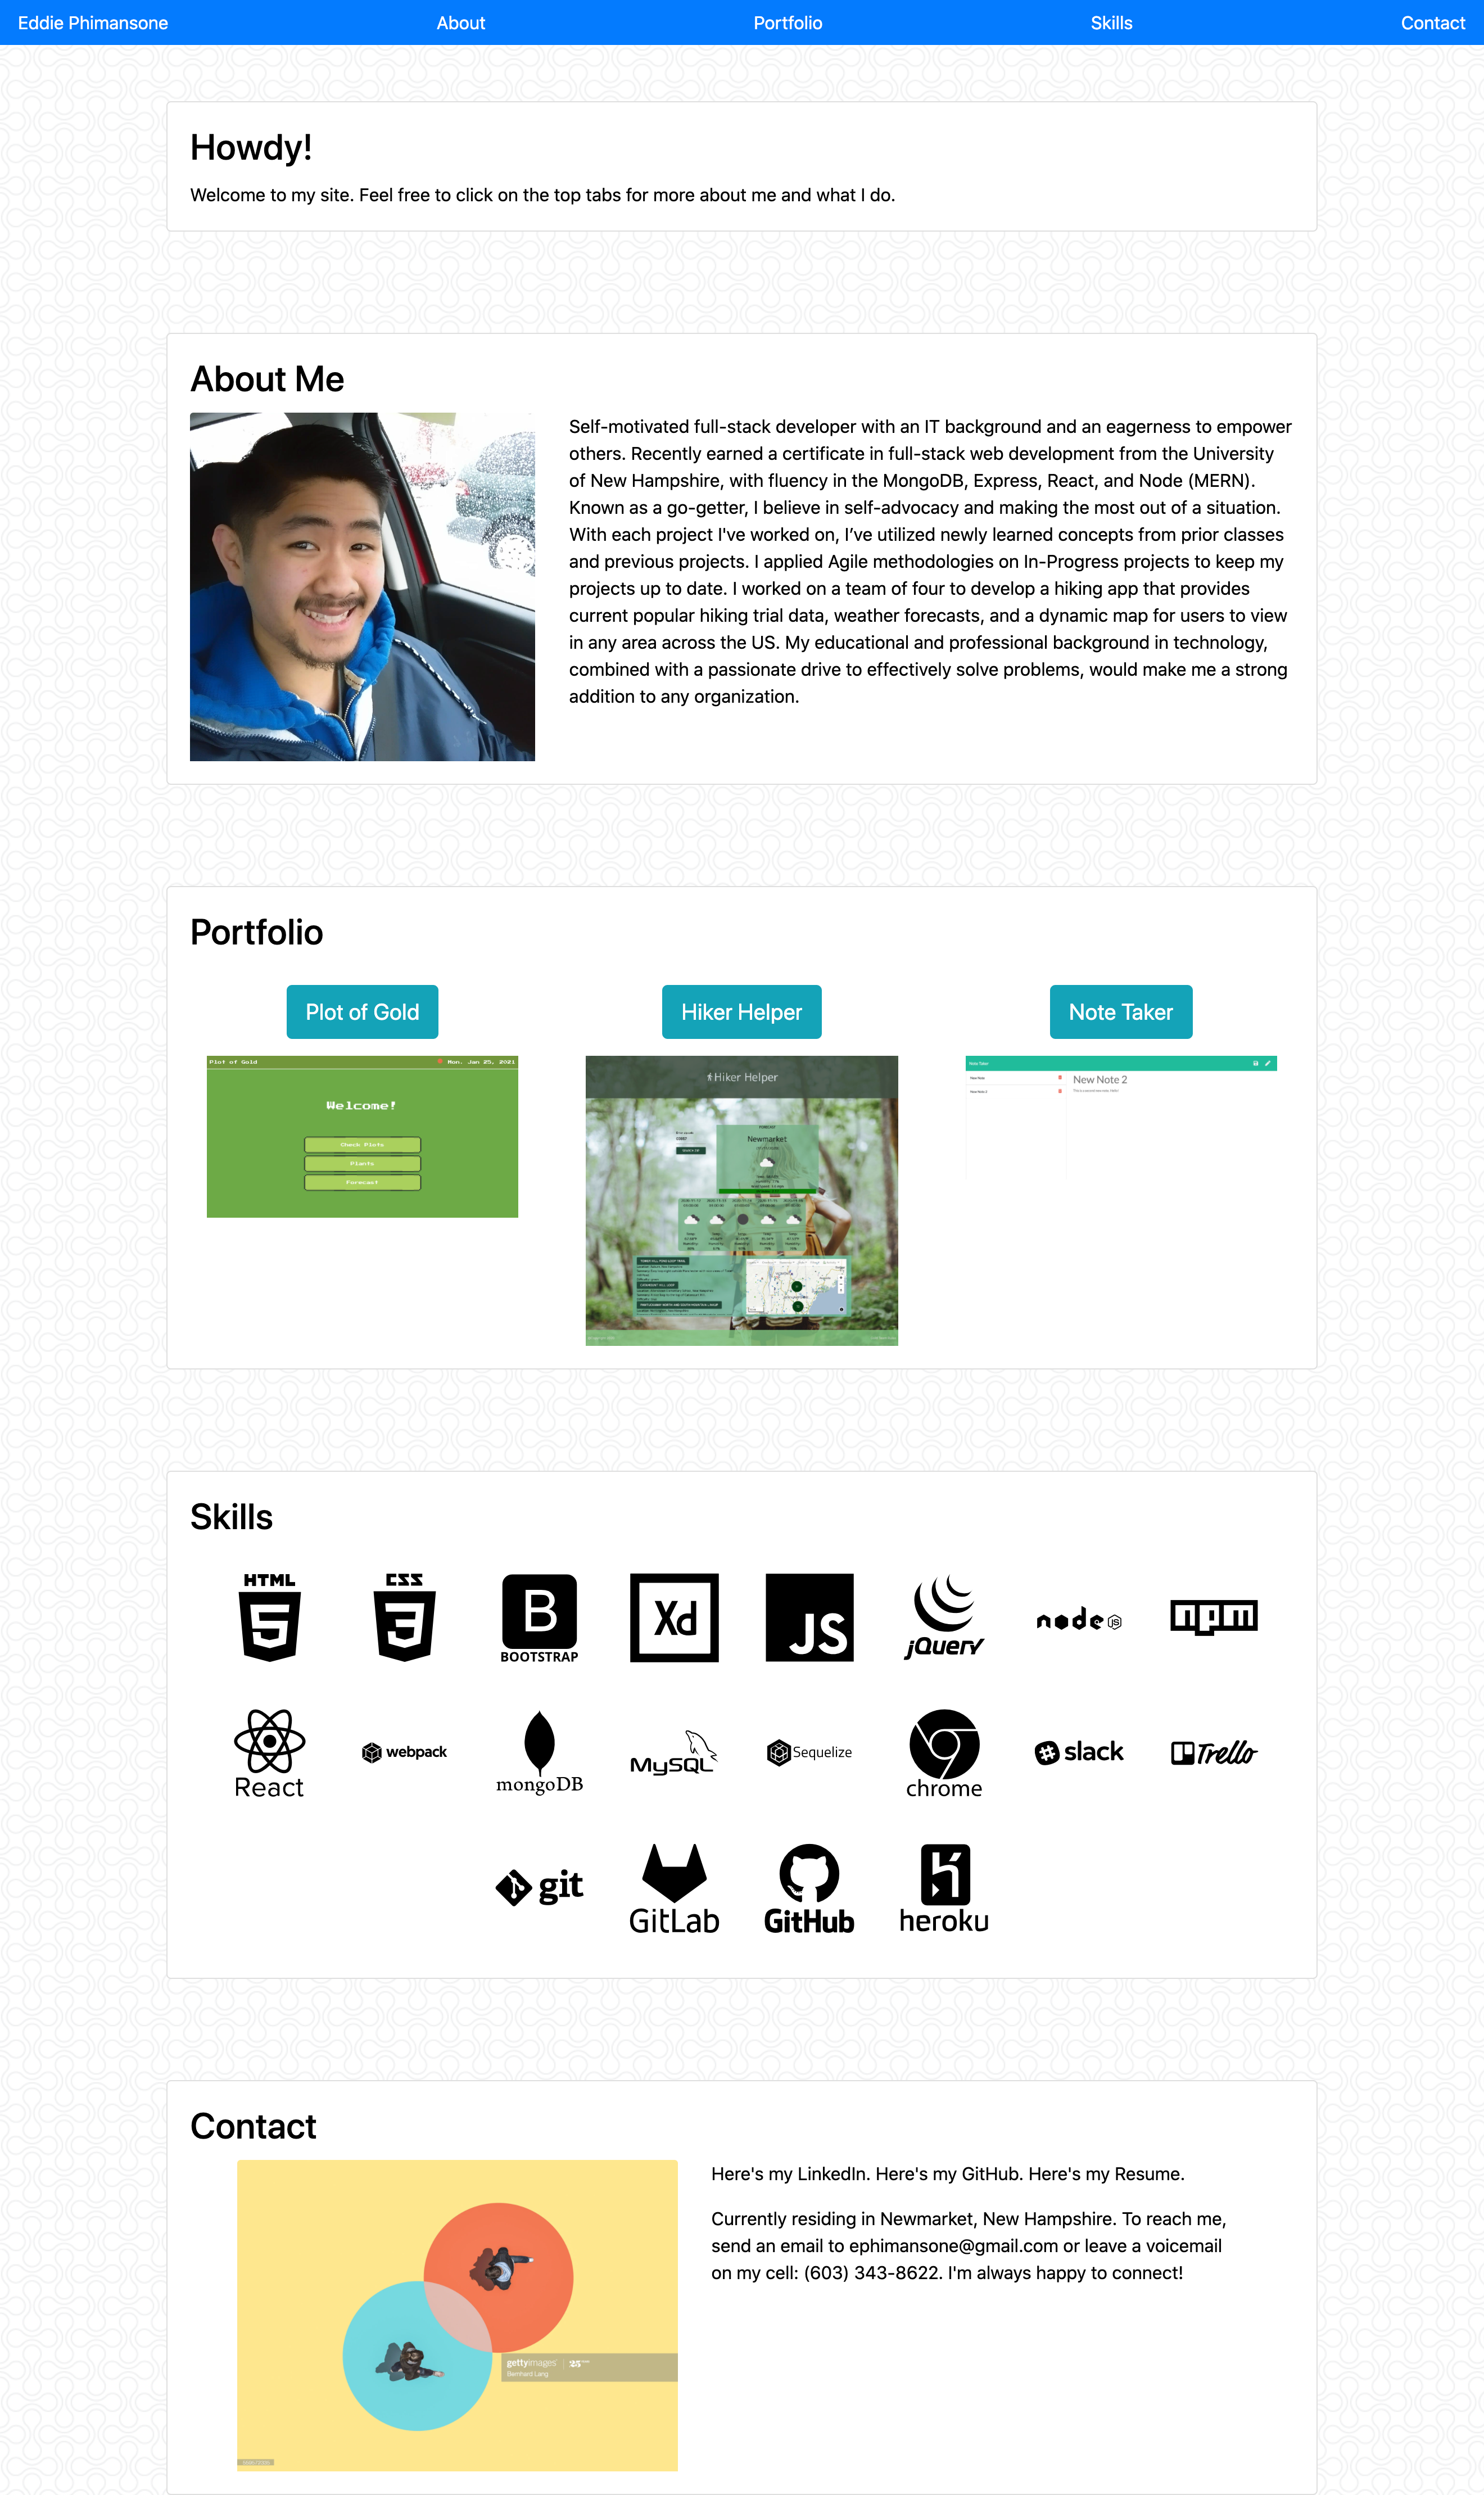 Eddie Phimansone
About
Portfolio
Skills
Contact
Howdy!
Welcome to my site. Feel free to click on the top tabs for more about me and what I do.
About Me
Self-motivated full-stack developer with an IT background and an eagerness to empower
others. Recently earned a certificate in full-stack web development from the University
of New Hampshire, with fluency in the MongoDB, Express, React, and Node (MERN).
Known as a go-getter, I believe in self-advocacy and making the most out of a situation.
With each project I've worked on, I’ve utilized newly learned concepts from prior classes
and previous projects. I applied Agile methodologies on In-Progress projects to keep my
projects up to date. I worked on a team of four to develop a hiking app that provides
current popular hiking trial data, weather forecasts, and a dynamic map for users to view
in any area across the US. My educational and professional background in technology,
combined with a passionate drive to effectively solve problems, would make me a strong
addition to any organization.
Portfolio
Plot of Gold
Hiker Helper
Note Taker
Plot of Gold
Mon. Jan 25, 2021
Welcome!
Check Plots
Plants
Forecast
Hiker Helper
FORECAST
Newmarket
Note Taker
New Note
New Note 2
New Note 2
Skills
HTML
5
CSS
3
B
BOOTSTRAP
Xd
JS
jQuery
node
JS
npm
React
webpack
mongoDB
MySQL
Sequelize
chrome
slack
Trello
git
GitLab
GitHub
heroku
Contact
Here's my LinkedIn. Here's my GitHub. Here's my Resume.
Currently residing in Newmarket, New Hampshire. To reach me,
send an email to ephimansone@gmail.com or leave a voicemail
on my cell: (603) 343-8622. I'm always happy to connect!
gettyimages
25
Bernhard Lang